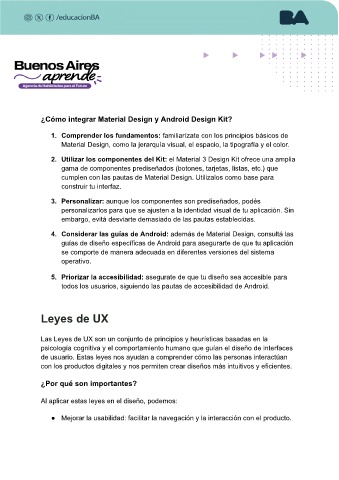 /educacionBA
BA
Buenos Aires
aprende
Agencia de Habilidades para el Futuro
¿Cómo integrar Material Design y Android Design Kit?
1. Comprender los fundamentos: familiarízate con los principios básicos de
Material Design, como la jerarquía visual, el espacio, la tipografía y el color.
2. Utilizar los componentes del Kit: el Material 3 Design Kit ofrece una amplia
gama de componentes prediseñados (botones, tarjetas, listas, etc.) que
cumplen con las pautas de Material Design. Utilizalos como base para
construir tu interfaz.
3. Personalizar: aunque los componentes son prediseñados, podés
personalizarlos para que se ajusten a la identidad visual de tu aplicación. Sin
embargo, evitá desviarte demasiado de las pautas establecidas.
4. Considerar las guías de Android: además de Material Design, consultá las
guías de diseño específicas de Android para asegurarte de que tu aplicación
se comporte de manera adecuada en diferentes versiones del sistema
operativo.
5. Priorizar la accesibilidad: asegurate de que tu diseño sea accesible para
todos los usuarios, siguiendo las pautas de accesibilidad de Android.
Leyes de UX
Las Leyes de UX son un conjunto de principios y heurísticas basadas en la
psicología cognitiva y el comportamiento humano que guían el diseño de interfaces
de usuario. Estas leyes nos ayudan a comprender cómo las personas interactúan
con los productos digitales y nos permiten crear diseños más intuitivos y eficientes.
¿Por qué son importantes?
Al aplicar estas leyes en el diseño, podemos:
● Mejorar la usabilidad: facilitar la navegación y la interacción con el producto.